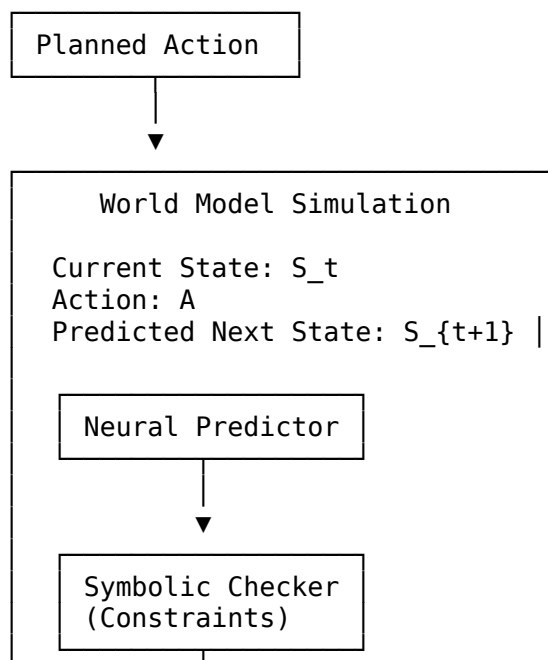 Planned Action
World Model Simulation
Current State: S_t
Action: A
Predicted Next State: S_{t+1} |
Neural Predictor
Symbolic Checker
(Constraints)